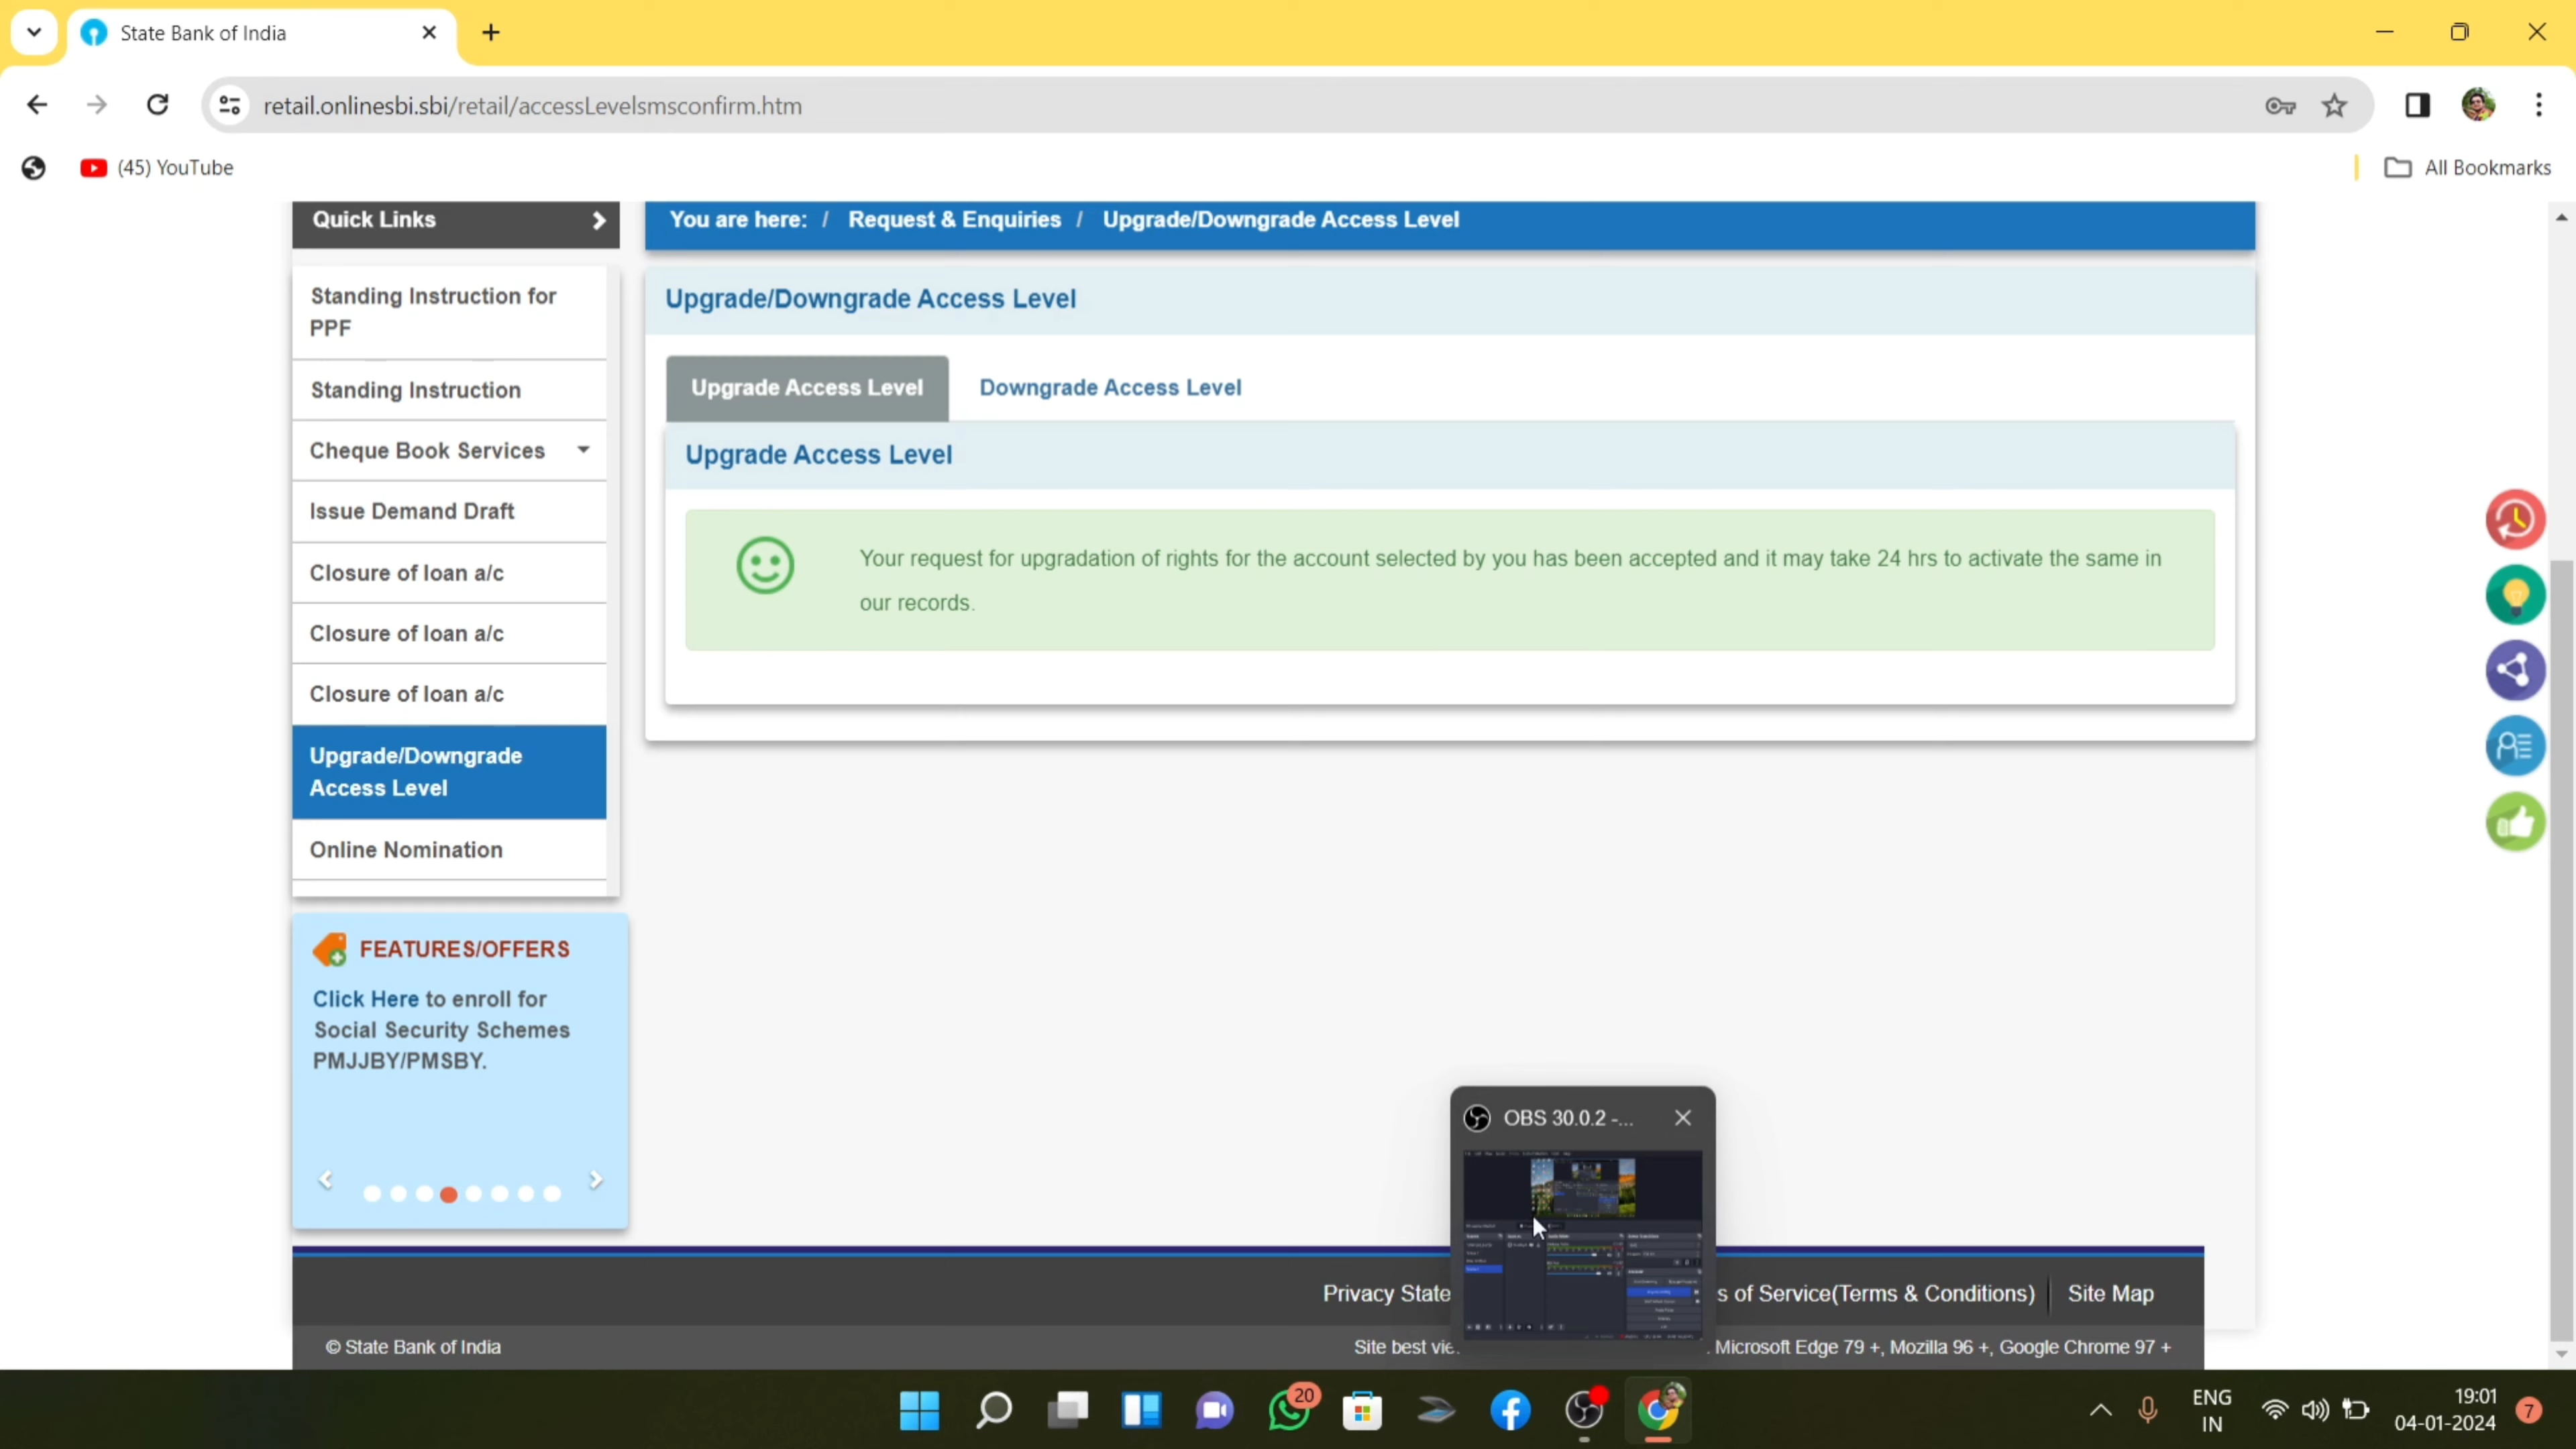 State Bank of India
retail.onlinesbi.sbi/retail/accessLevelsmsconfirm.htm
(45) YouTube
All Bookmarks
Quick Links
You are here: / Request & Enquiries / Upgrade/Downgrade Access Level
Standing Instruction for
PPF
Standing Instruction
Cheque Book Services
Issue Demand Draft
Closure of loan a/c
Closure of loan a/c
Closure of loan a/c
Upgrade/Downgrade
Access Level
Online Nomination
Upgrade/Downgrade Access Level
Upgrade Access Level
Downgrade Access Level
Upgrade Access Level
Your request for upgradation of rights for the account selected by you has been accepted and it may take 24 hrs to activate the same in
our records.
FEATURES/OFFERS
Click Here to enroll for
Social Security Schemes
PMJJBY/PMSBY.
OBS 30.0.2 -...
Privacy State
s of Service(Terms & Conditions)
Site Map
© State Bank of India
Site best vie
Microsoft Edge 79 +, Mozilla 96 +, Google Chrome 97 +
20
ENG
IN
19:01
04-01-2024
7